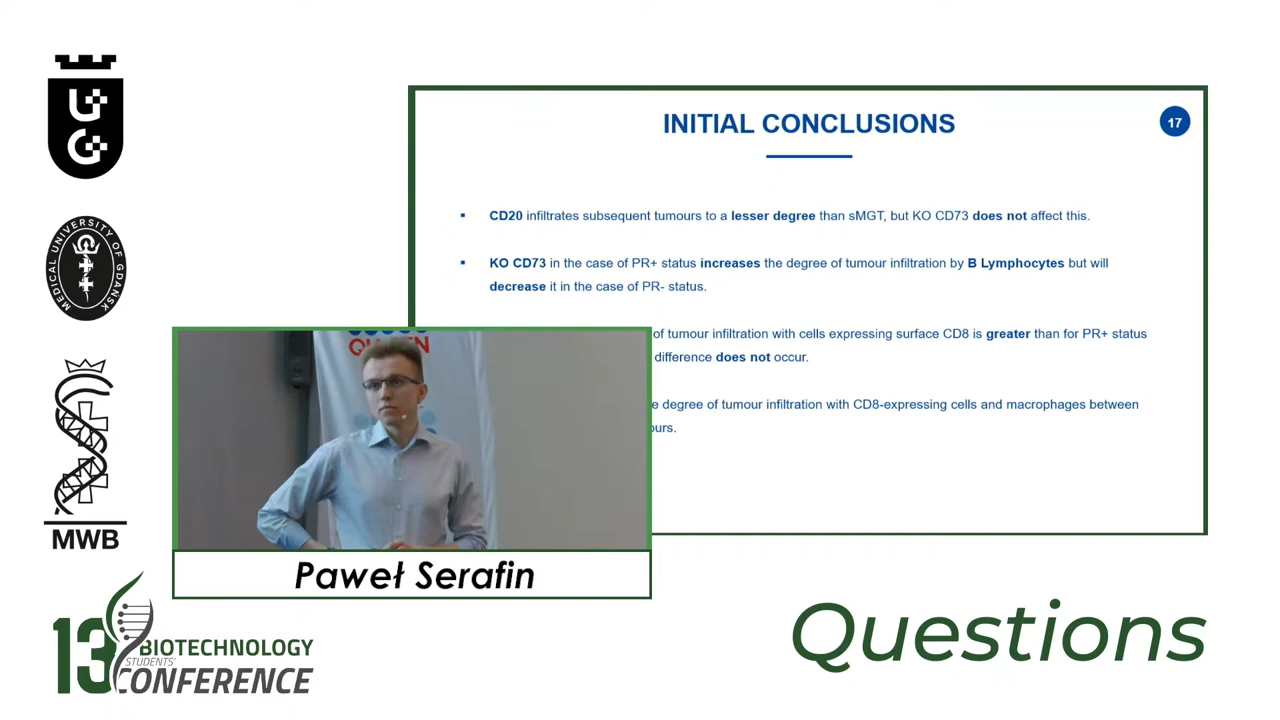 UG
MEDICAL UNIVERSITY OF GDAŃSK
MWB
13
BIOTECHNOLOGY
STUDENTS'
CONFERENCE
INITIAL CONCLUSIONS
17
▪ CD20 infiltrates subsequent tumours to a lesser degree than sMGT, but KO CD73 does not affect this.
▪ KO CD73 in the case of PR+ status increases the degree of tumour infiltration by B Lymphocytes but will
decrease it in the case of PR- status.
of tumour infiltration with cells expressing surface CD8 is greater than for PR+ status
difference does not occur.
degree of tumour infiltration with CD8-expressing cells and macrophages between
Paweł Serafin
Questions